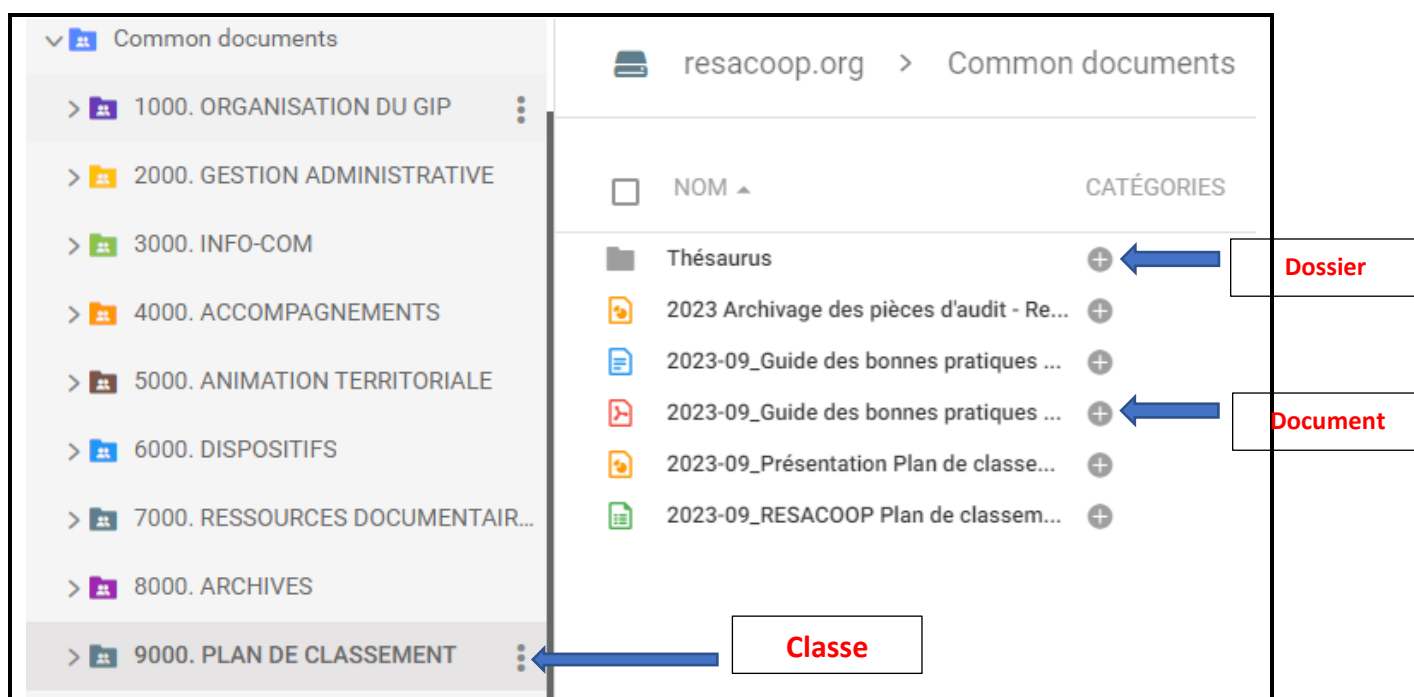 Common documents
1000. ORGANISATION DU GIP
2000. GESTION ADMINISTRATIVE
3000. INFO-COM
4000. ACCOMPAGNEMENTS
5000. ANIMATION TERRITORIALE
6000. DISPOSITIFS
7000. RESSOURCES DOCUMENTAIR...
8000. ARCHIVES
9000. PLAN DE CLASSEMENT
resacoop.org > Common documents
NOM CATÉGORIES
Thésaurus
2023 Archivage des pièces d'audit - Re...
2023-09_Guide des bonnes pratiques ...
2023-09_Guide des bonnes pratiques ...
2023-09_Présentation Plan de classe...
2023-09_RESACOOP Plan de classem...
Dossier
Document
Classe